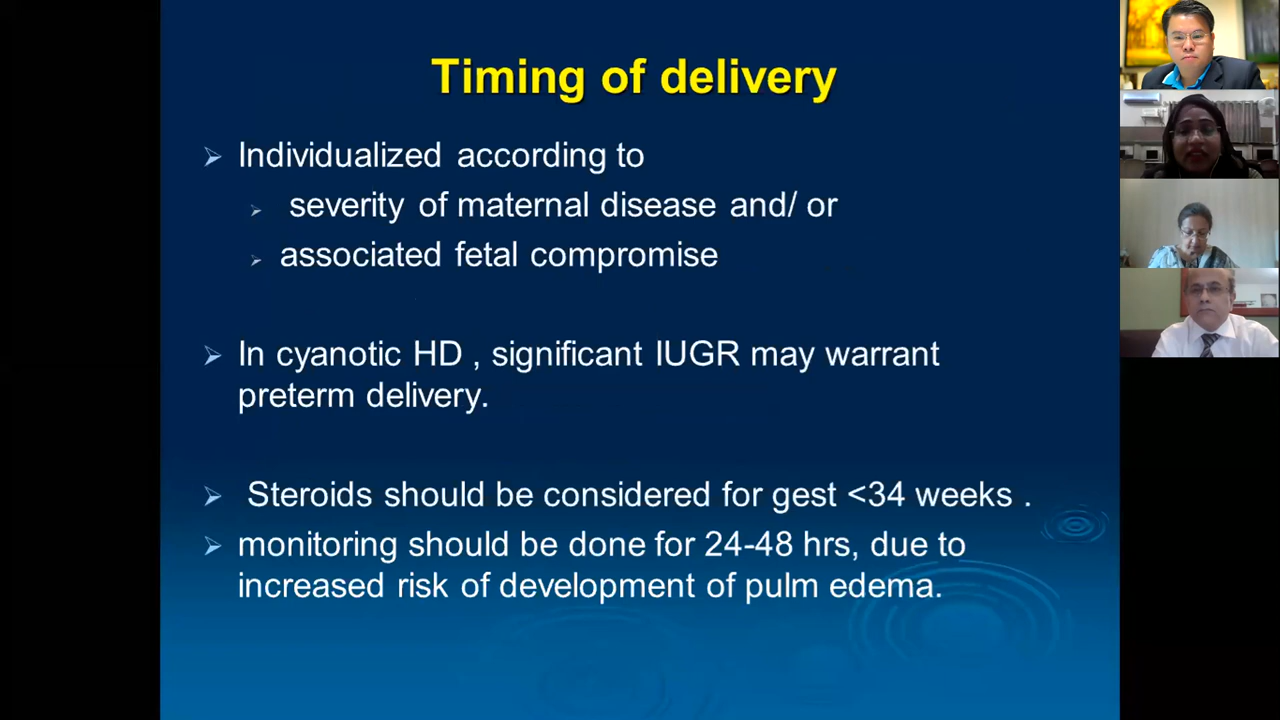 Timing of delivery
Individualized according to
severity of maternal disease and/ or
associated fetal compromise
In cyanotic HD , significant IUGR may warrant
preterm delivery.
Steroids should be considered for gest <34 weeks .
monitoring should be done for 24-48 hrs, due to
increased risk of development of pulm edema.